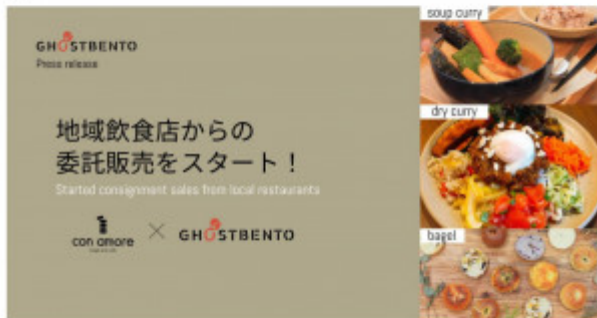 GHOSTBENTO
Press release
地域飲食店からの
委託販売をスタート！
Started consignment sales from local restaurants
con amore
×
GHOSTBENTO
soup curry
dry curry
bagel